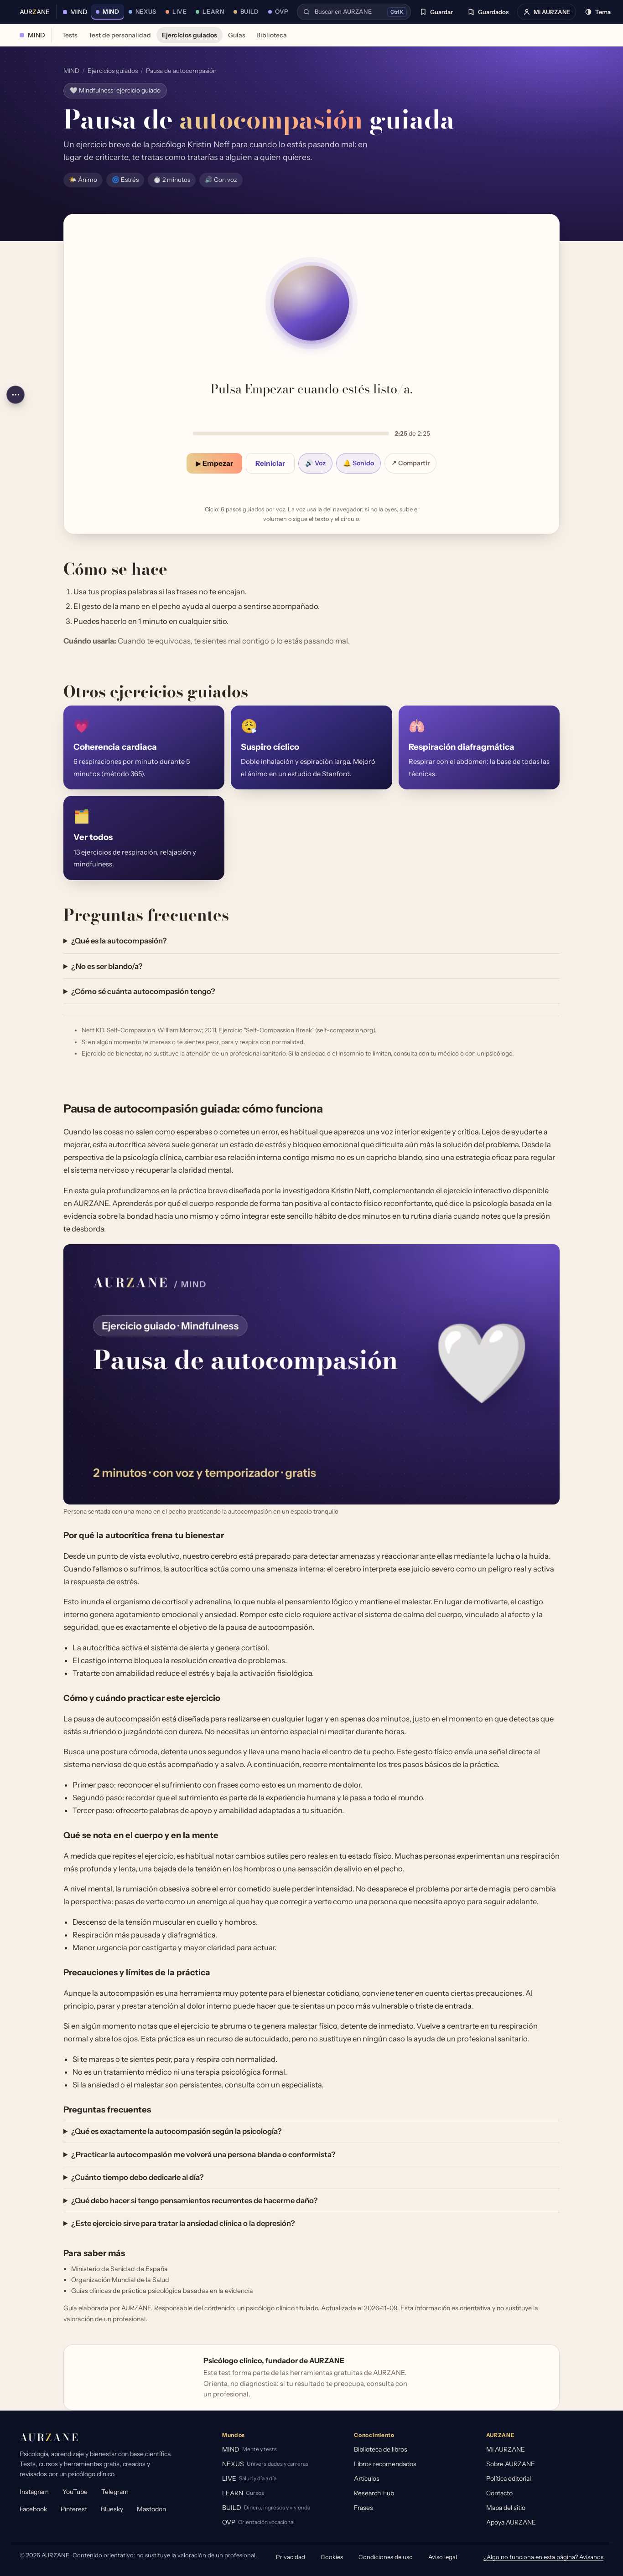 AURZANE MIND MIND NEXUS LIVE LEARN BUILD OVP Buscar en AURZANE Ctrl K Guardar Guardados Mi AURZANE Tema
MIND Tests Test de personalidad Ejercicios guiados Guías Biblioteca
MIND / Ejercicios guiados / Pausa de autocompasión
🤍 Mindfulness · ejercicio guiado
Pausa de autocompasión guiada
Un ejercicio breve de la psicóloga Kristin Neff para cuando lo estás pasando mal: en
lugar de criticarte, te tratas como tratarías a alguien a quien quieres.
🌤️ Ánimo 🌀 Estrés ⏱️ 2 minutos 🔊 Con voz
Pulsa Empezar cuando estés listo/a.
2:25 de 2:25
▶ Empezar Reiniciar 🔊 Voz 🔔 Sonido ↗ Compartir
Ciclo: 6 pasos guiados por voz. La voz usa la del navegador; si no la oyes, sube el
volumen o sigue el texto y el círculo.
Cómo se hace
1. Usa tus propias palabras si las frases no te encajan.
2. El gesto de la mano en el pecho ayuda al cuerpo a sentirse acompañado.
3. Puedes hacerlo en 1 minuto en cualquier sitio.
Cuándo usarla: Cuando te equivocas, te sientes mal contigo o lo estás pasando mal.
Otros ejercicios guiados
Coherencia cardiaca
6 respiraciones por minuto durante 5
minutos (método 365).
Suspiro cíclico
Doble inhalación y espiración larga. Mejoró
el ánimo en un estudio de Stanford.
Respiración diafragmática
Respirar con el abdomen: la base de todas las
técnicas.
Ver todos
13 ejercicios de respiración, relajación y
mindfulness.
Preguntas frecuentes
▶ ¿Qué es la autocompasión?
▶ ¿No es ser blando/a?
▶ ¿Cómo sé cuánta autocompasión tengo?
• Neff KD. Self-Compassion. William Morrow, 2011. Ejercicio "Self-Compassion Break" (self-compassion.org).
• Si en algún momento te mareas o te sientes peor, para y respira con normalidad.
• Ejercicio de bienestar, no sustituye la atención de un profesional sanitario. Si la ansiedad o el insomnio te limitan, consulta con tu médico o con un psicólogo.
Pausa de autocompasión guiada: cómo funciona
Cuando las cosas no salen como esperabas o cometes un error, es habitual que aparezca una voz interior exigente y crítica. Lejos de ayudarte a
mejorar, esta autocrítica severa suele generar un estado de estrés y bloqueo emocional que dificulta aún más la solución del problema. Desde la
perspectiva de la psicología clínica, cambiar esa relación interna contigo mismo no es un capricho blando, sino una estrategia eficaz para regular
el sistema nervioso y recuperar la claridad mental.
En esta guía profundizamos en la práctica breve diseñada por la investigadora Kristin Neff, complementando el ejercicio interactivo disponible
en AURZANE. Aprenderás por qué el cuerpo responde de forma tan positiva al contacto físico reconfortante, qué dice la psicología basada en la
evidencia sobre la bondad hacia uno mismo y cómo integrar este sencillo hábito de dos minutos en tu rutina diaria cuando notes que la presión
te desborda.
AURZANE / MIND
Ejercicio guiado · Mindfulness
Pausa de autocompasión
2 minutos · con voz y temporizador · gratis
Persona sentada con una mano en el pecho practicando la autocompasión en un espacio tranquilo
Por qué la autocrítica frena tu bienestar
Desde un punto de vista evolutivo, nuestro cerebro está preparado para detectar amenazas y reaccionar ante ellas mediante la lucha o la huida.
Cuando fallamos o sufrimos, la autocrítica actúa como una amenaza interna: el cerebro interpreta ese juicio severo como un peligro real y activa
la respuesta de estrés.
Esto inunda el organismo de cortisol y adrenalina, lo que nubla el pensamiento lógico y mantiene el malestar. En lugar de motivarte, el castigo
interno genera agotamiento emocional y ansiedad. Romper este ciclo requiere activar el sistema de calma del cuerpo, vinculado al afecto y la
seguridad, que es exactamente el objetivo de la pausa de autocompasión.
• La autocrítica activa el sistema de alerta y genera cortisol.
• El castigo interno bloquea la resolución creativa de problemas.
• Tratarte con amabilidad reduce el estrés y baja la activación fisiológica.
Cómo y cuándo practicar este ejercicio
La pausa de autocompasión está diseñada para realizarse en cualquier lugar y en apenas dos minutos, justo en el momento en que detectas que
estás sufriendo o juzgándote con dureza. No necesitas un entorno especial ni meditar durante horas.
Busca una postura cómoda, detente unos segundos y lleva una mano hacia el centro de tu pecho. Este gesto físico envía una señal directa al
sistema nervioso de que estás acompañado y a salvo. A continuación, recorre mentalmente los tres pasos básicos de la práctica.
• Primer paso: reconocer el sufrimiento con frases como esto es un momento de dolor.
• Segundo paso: recordar que el sufrimiento es parte de la experiencia humana y le pasa a todo el mundo.
• Tercer paso: ofrecerte palabras de apoyo y amabilidad adaptadas a tu situación.
Qué se nota en el cuerpo y en la mente
A medida que repites el ejercicio, es habitual notar cambios sutiles pero reales en tu estado físico. Muchas personas experimentan una respiración
más profunda y lenta, una bajada de la tensión en los hombros o una sensación de alivio en el pecho.
A nivel mental, la rumiación obsesiva sobre el error cometido suele perder intensidad. No desaparece el problema por arte de magia, pero cambia
la perspectiva: pasas de verte como un enemigo al que hay que corregir a verte como una persona que necesita apoyo para seguir adelante.
• Descenso de la tensión muscular en cuello y hombros.
• Respiración más pausada y diafragmática.
• Menor urgencia por castigarte y mayor claridad para actuar.
Precauciones y límites de la práctica
Aunque la autocompasión es una herramienta muy potente para el bienestar cotidiano, conviene tener en cuenta ciertas precauciones. Al
principio, parar y prestar atención al dolor interno puede hacer que te sientas un poco más vulnerable o triste de entrada.
Si en algún momento notas que el ejercicio te abruma o te genera malestar físico, detente de inmediato. Vuelve a centrarte en tu respiración
normal y abre los ojos. Esta práctica es un recurso de autocuidado, pero no sustituye en ningún caso la ayuda de un profesional sanitario.
• Si te mareas o te sientes peor, para y respira con normalidad.
• No es un tratamiento médico ni una terapia psicológica formal.
• Si la ansiedad o el malestar son persistentes, consulta con un especialista.
Preguntas frecuentes
▶ ¿Qué es exactamente la autocompasión según la psicología?
▶ ¿Practicar la autocompasión me volverá una persona blanda o conformista?
▶ ¿Cuánto tiempo debo dedicarle al día?
▶ ¿Qué debo hacer si tengo pensamientos recurrentes de hacerme daño?
▶ ¿Este ejercicio sirve para tratar la ansiedad clínica o la depresión?
Para saber más
• Ministerio de Sanidad de España
• Organización Mundial de la Salud
• Guías clínicas de práctica psicológica basadas en la evidencia
Guía elaborada por AURZANE. Responsable del contenido: un psicólogo clínico titulado. Actualizada el 2026-11-09. Esta información es orientativa y no sustituye la
valoración de un profesional.
Psicólogo clínico, fundador de AURZANE
Este test forma parte de las herramientas gratuitas de AURZANE.
Orienta, no diagnostica: si tu resultado te preocupa, consulta con
un profesional.
AURZANE
Psicología, aprendizaje y bienestar con base científica.
Tests, cursos y herramientas gratis, creados y
revisados por un psicólogo clínico.
Instagram YouTube Telegram
Facebook Pinterest Bluesky Mastodon
Mundos
MIND Mente y tests
NEXUS Universidades y carreras
LIVE Salud y día a día
LEARN Cursos
BUILD Dinero, ingresos y vivienda
OVP Orientación vocacional
Conocimiento
Biblioteca de libros
Libros recomendados
Artículos
Research Hub
Frases
AURZANE
Mi AURZANE
Sobre AURZANE
Política editorial
Contacto
Mapa del sitio
Apoya AURZANE
© 2026 AURZANE · Contenido orientativo: no sustituye la valoración de un profesional. Privacidad Cookies Condiciones de uso Aviso legal ¿Algo no funciona en esta página? Avísanos